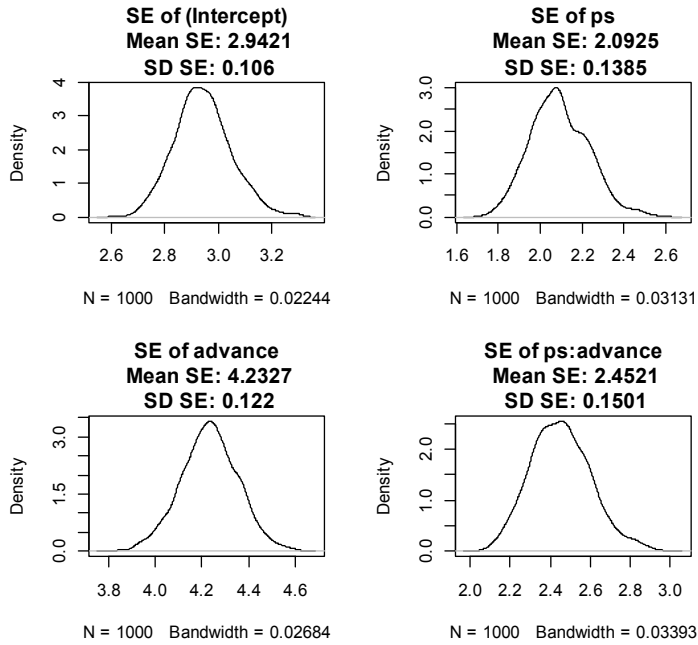 SE of (Intercept)
Mean SE: 2.9421
SD SE: 0.106
Density
0 1 2 3 4
2.6 2.8 3.0 3.2
N = 1000 Bandwidth = 0.02244
SE of ps
Mean SE: 2.0925
SD SE: 0.1385
Density
0.0 1.0 2.0 3.0
1.6 2.0 2.4 2.6
N = 1000 Bandwidth = 0.03131
SE of advance
Mean SE: 4.2327
SD SE: 0.122
Density
0.0 1.5 3.0
3.8 4.0 4.2 4.4 4.6
N = 1000 Bandwidth = 0.02684
SE of ps:advance
Mean SE: 2.4521
SD SE: 0.1501
Density
0.0 1.0 2.0
2.0 2.2 2.4 2.6 2.8 3.0
N = 1000 Bandwidth = 0.03393